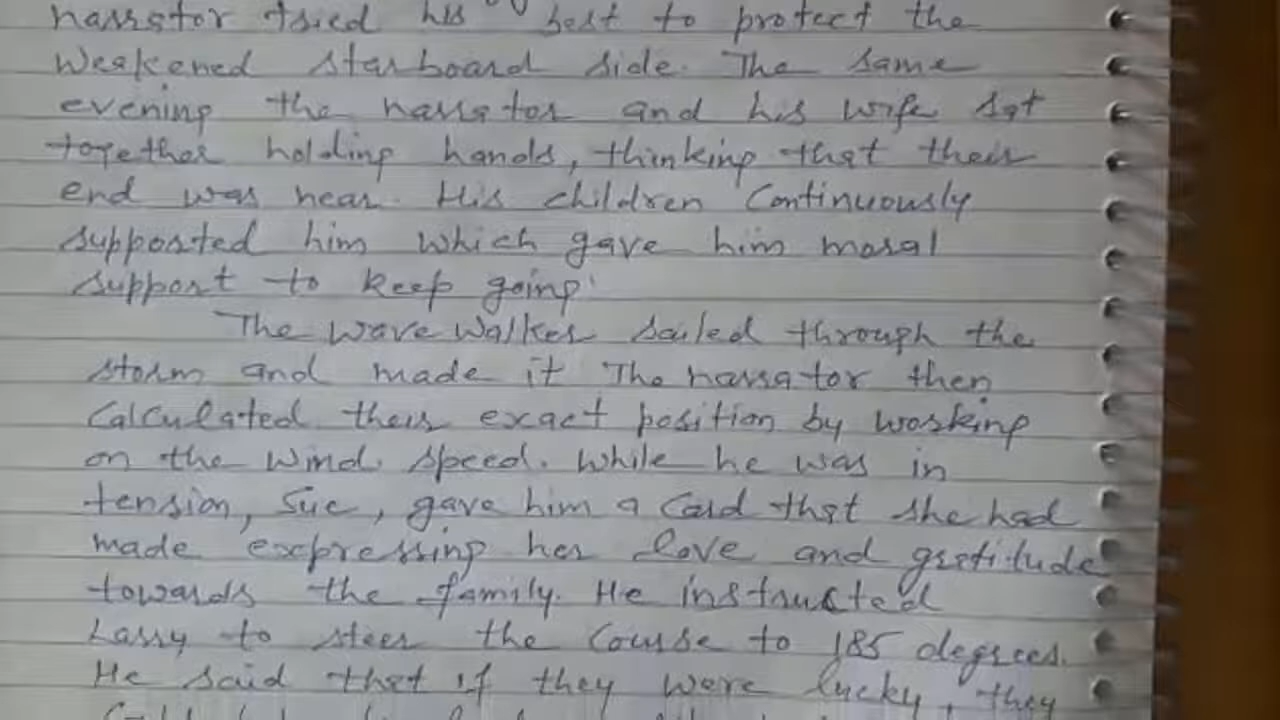 narrator tried his best to protect the
weakened starboard side. The same
evening the narrator and his wife sat
together holding hands, thinking that their
end was near. His children Continuously
supported him which gave him moral
support to keep going.
The Wave Walker sailed through the
storm and made it The narrator then
Calculated their exact position by working
on the wind. speed. While he was in
tension, Sue, gave him a Card that she had
made expressing her love and gratitude
towards the family. He instructed
Larry to steer the Course to 185 degrees.
He said that if they were lucky, they